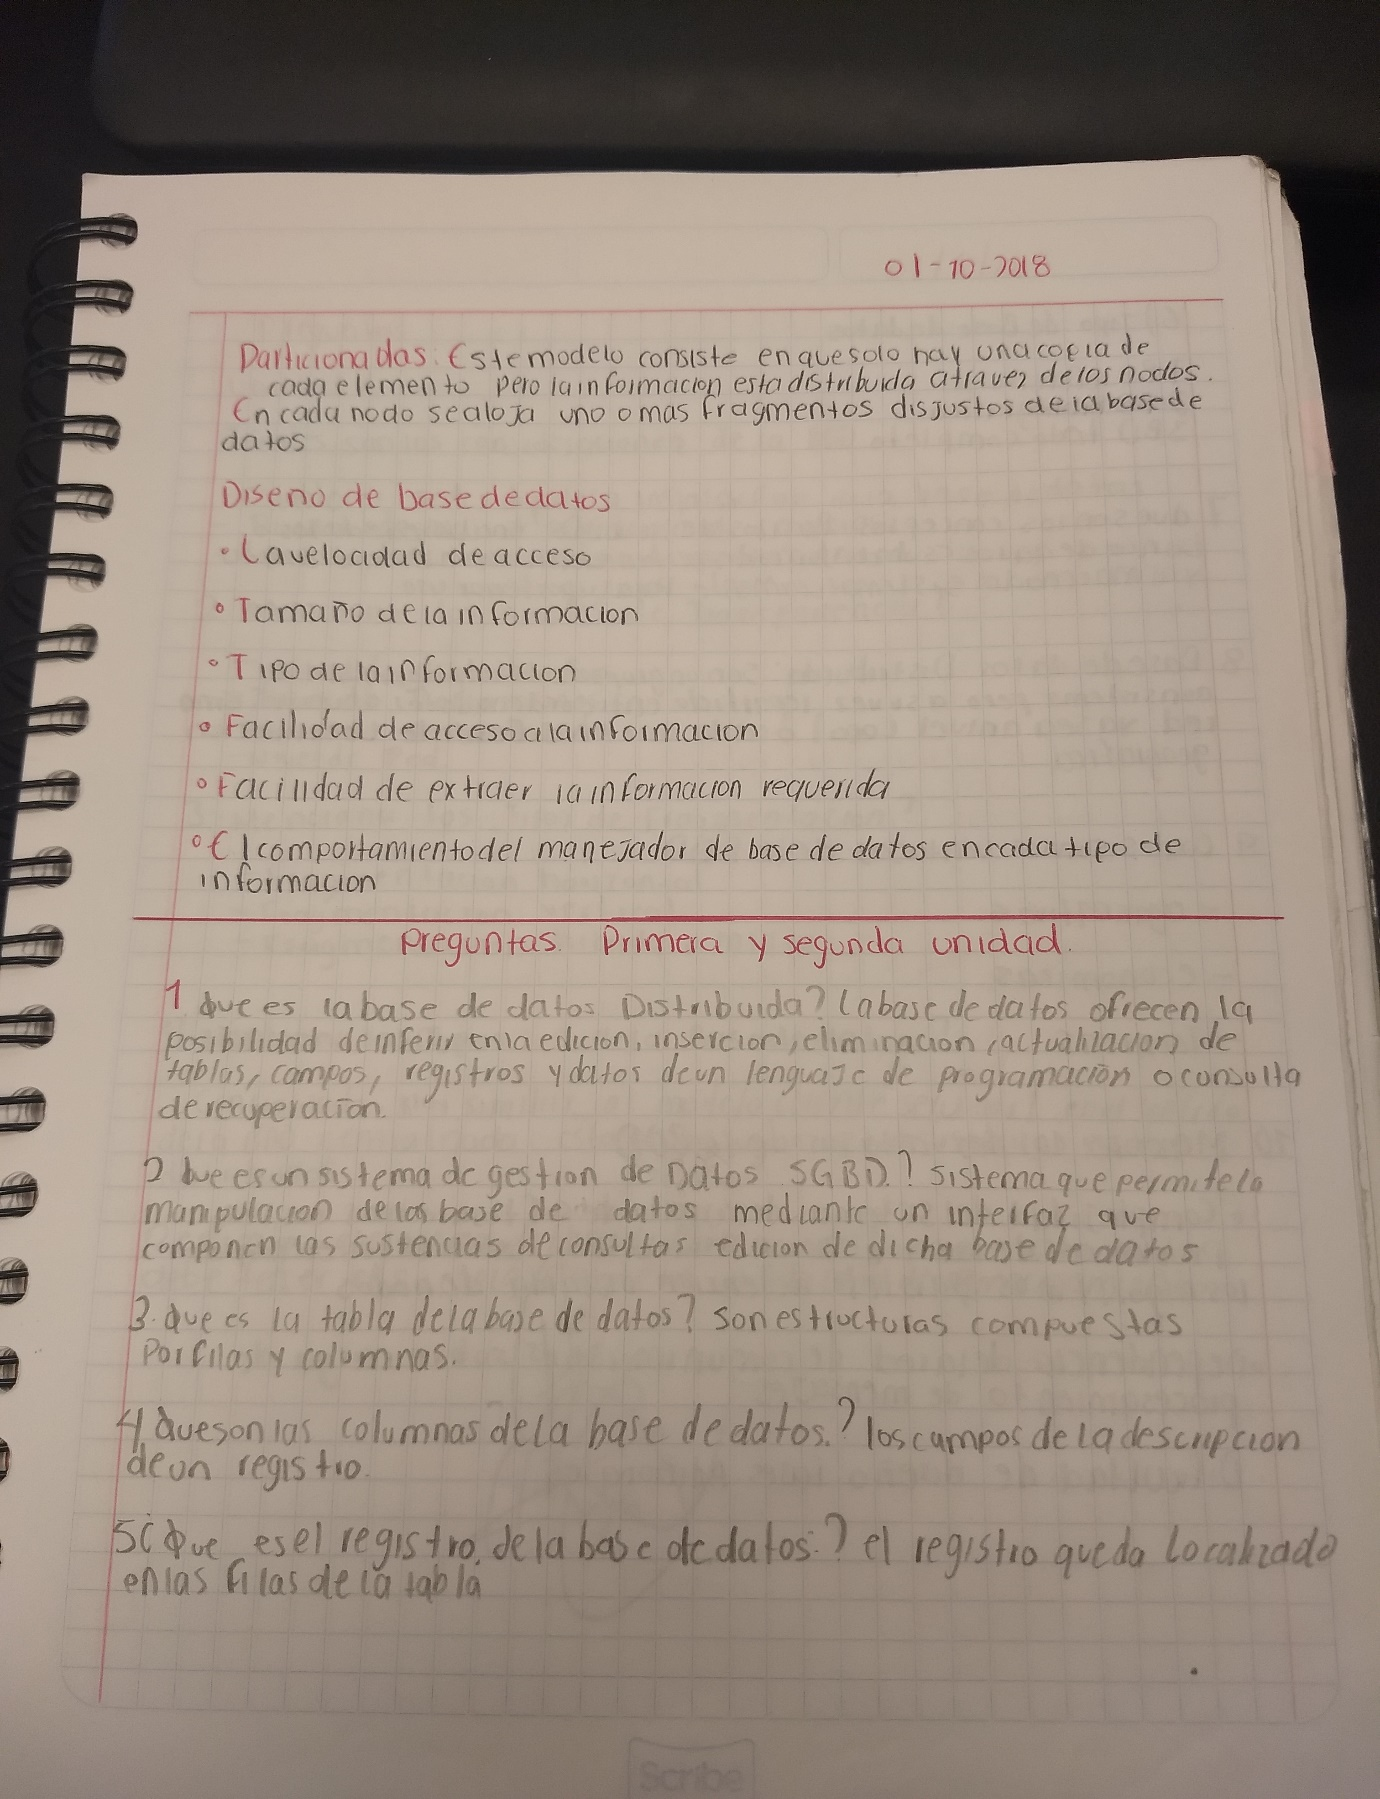 01-10-2018
Particionadas: Este modelo consiste en que solo hay una copia de
cada elemento pero la informacion esta distribuida atravez de los nodos.
En cada nodo se aloja uno o mas fragmentos disjustos de la base de
datos
Diseno de base de datos
• La velocidad de acceso
• Tamaño de la informacion
• Tipo de la informacion
• Facilidad de acceso a la informacion
• Facilidad de extraer la informacion requerida
• El comportamiento del manejador de base de datos en cada tipo de
informacion
Preguntas. Primera y segunda unidad.
1 Que es la base de datos Distribuida? La base de datos ofrecen la
posibilidad de inferir en la edicion, insercion, eliminacion, actualizacion de
tablas, campos, registros y datos de un lenguaje de programación o consulta
de recuperación.
2 Que es un sistema de gestion de Datos SGBD.? sistema que permite la
manipulacion de las base de datos mediante un interfaz que
componen las sustencias de consultas edicion de dicha base de datos
3. Que es la tabla de la base de datos? son estructuras compuestas
Por filas y columnas.
4 Que son las columnas de la base de datos.? los campos de la descripcion
de un registro.
5¿Que es el registro de la base de datos.? el registro queda Localizado
en las filas de la tabla
Scribe